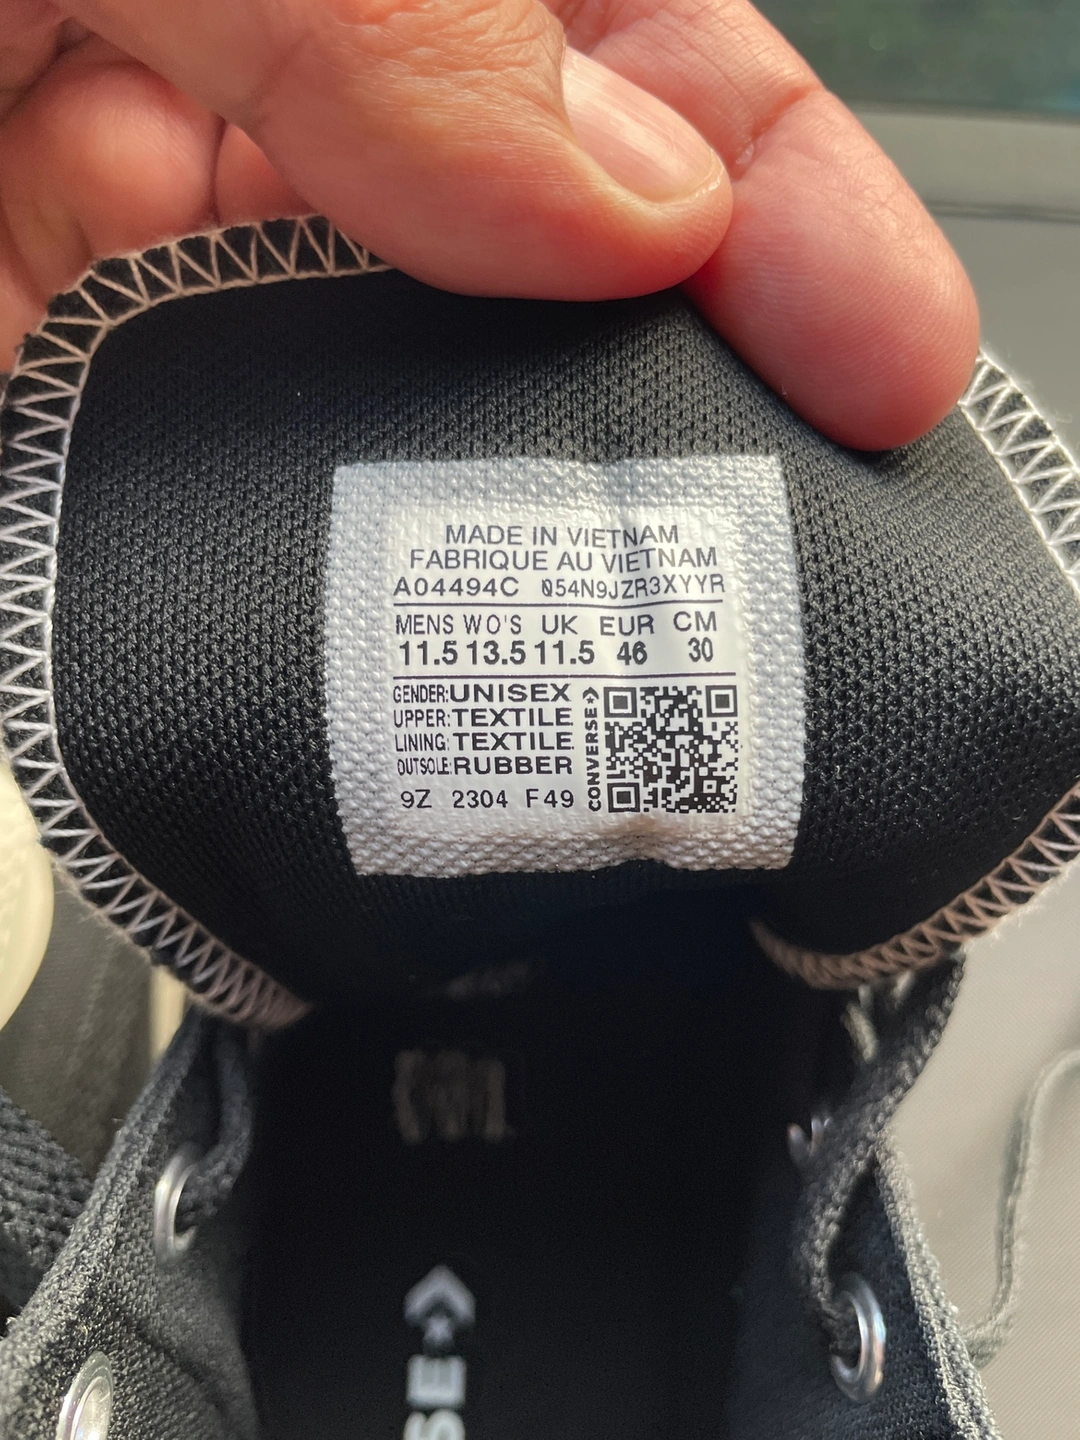 MADE IN VIETNAM
FABRIQUE AU VIETNAM
A04494C 054N9JZR3XYYR
MENS WO'S UK EUR CM
11.5 13.5 11.5 46 30
GENDER: UNISEX
UPPER: TEXTILE
LINING: TEXTILE
OUTSOLE: RUBBER
CONVERSE
9Z 2304 F49
SE